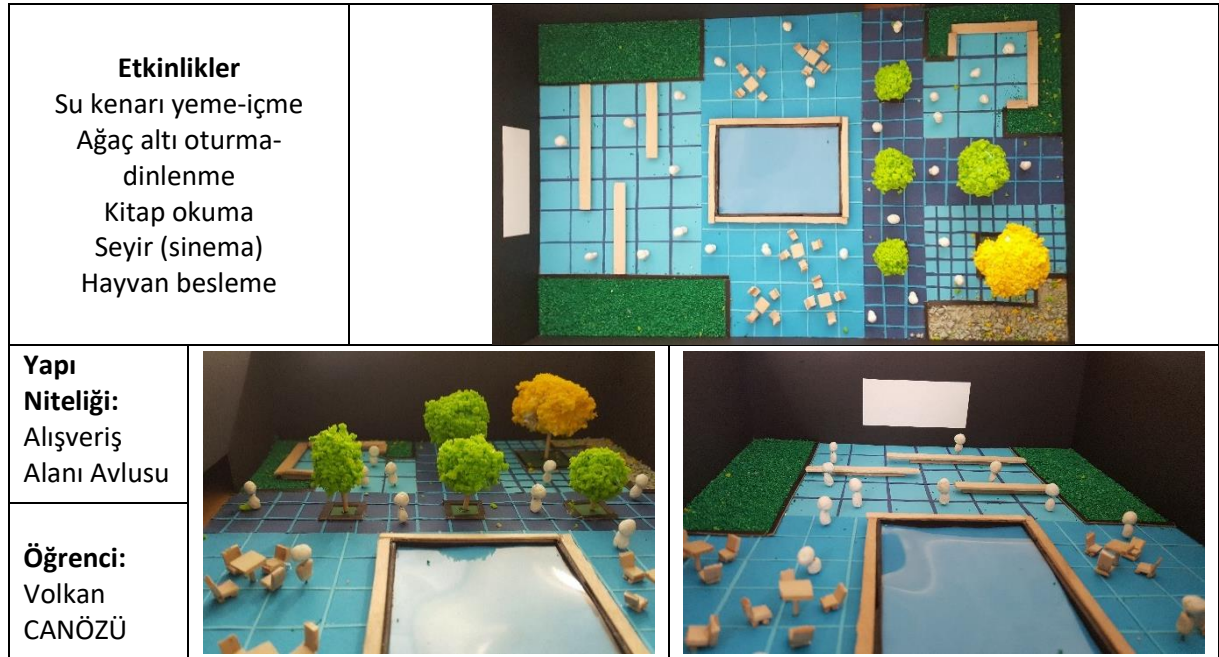 Etkinlikler
Su kenarı yeme-içme
Ağaç altı oturma-
dinlenme
Kitap okuma
Seyir (sinema)
Hayvan besleme
Yapı
Niteliği:
Alışveriş
Alanı Avlusu
Öğrenci:
Volkan
CANÖZÜ